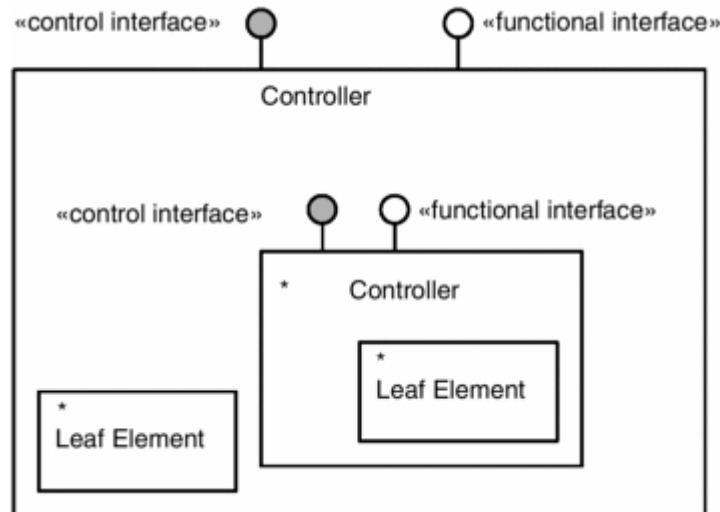 «control interface»
«functional interface»
Controller
«control interface»
«functional interface»
*
Controller
*
Leaf Element
*
Leaf Element